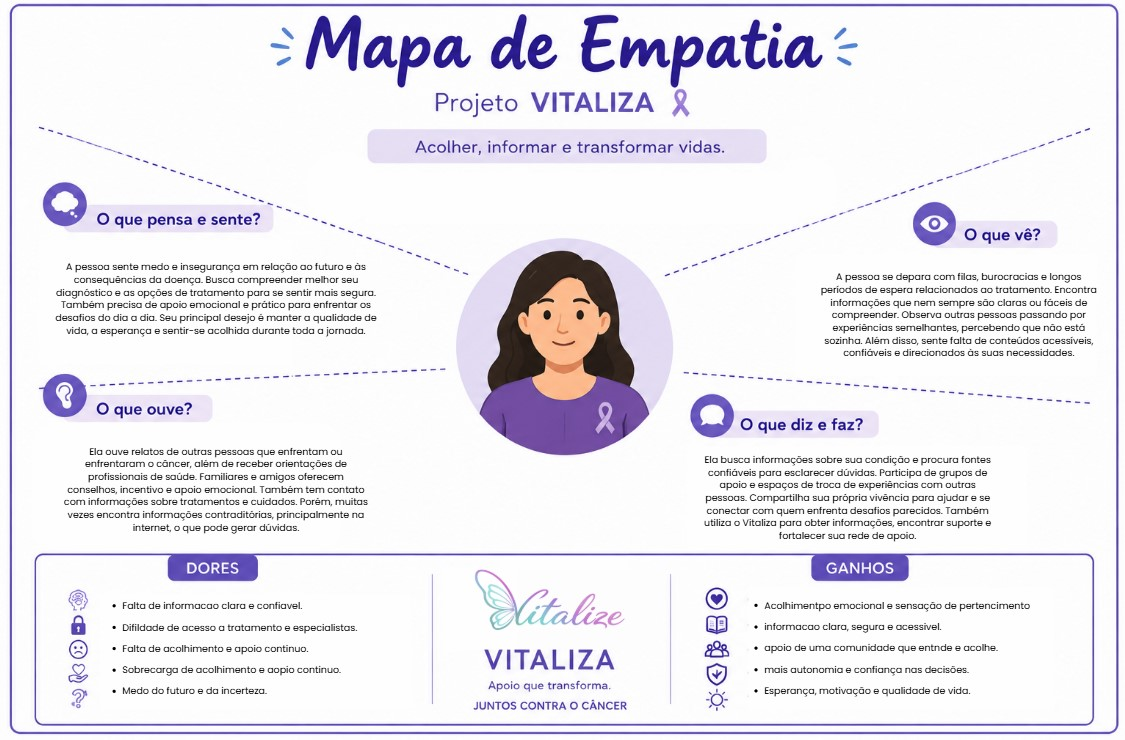 Mapa de Empatia
Projeto VITALIZA
Acolher, informar e transformar vidas.
O que pensa e sente?
A pessoa sente medo e insegurança em relação ao futuro e às
consequências da doença. Busca compreender melhor seu
diagnóstico e as opções de tratamento para se sentir mais segura.
Também precisa de apoio emocional e prático para enfrentar os
desafios do dia a dia. Seu principal desejo é manter a qualidade de
vida, a esperança e sentir-se acolhida durante toda a jornada.
O que vê?
A pessoa se depara com filas, burocracias e longos
períodos de espera relacionados ao tratamento. Encontra
informações que nem sempre são claras ou fáceis de
compreender. Observa outras pessoas passando por
experiências semelhantes, percebendo que não está
sozinha. Além disso, sente falta de conteúdos acessíveis,
confiáveis e direcionados às suas necessidades.
O que ouve?
Ela ouve relatos de outras pessoas que enfrentam ou
enfrentaram o câncer, além de receber orientações de
profissionais de saúde. Familiares e amigos oferecem
conselhos, incentivo e apoio emocional. Também tem contato
com informações sobre tratamentos e cuidados. Porém, muitas
vezes encontra informações contraditórias, principalmente na
internet, o que pode gerar dúvidas.
O que diz e faz?
Ela busca informações sobre sua condição e procura fontes
confiáveis para esclarecer dúvidas. Participa de grupos de
apoio e espaços de troca de experiências com outras
pessoas. Compartilha sua própria vivência para ajudar e se
conectar com quem enfrenta desafios parecidos. Também
utiliza o Vitaliza para obter informações, encontrar suporte e
fortalecer sua rede de apoio.
DORES
• Falta de informacao clara e confiavel.
• Difildade de acesso a tratamento e especialistas.
• Falta de acolhimento e apoio continuo.
• Sobrecarga de acolhimento e aopio continuo.
• Medo do futuro e da incerteza.
Vitalize
VITALIZA
Apoio que transforma.
JUNTOS CONTRA O CÂNCER
GANHOS
• Acolhimentpo emocional e sensação de pertencimento
• informacao clara, segura e acessivel.
• apoio de uma comunidade que entnde e acolhe.
• mais autonomia e confiança nas decisões.
• Esperança, motivação e qualidade de vida.